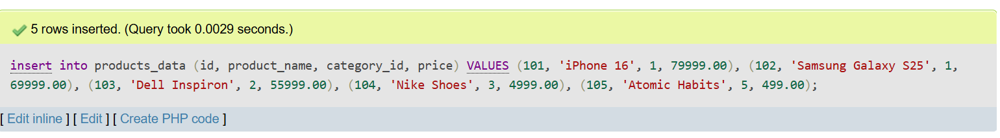 5 rows inserted. (Query took 0.0029 seconds.)
insert into products_data (id, product_name, category_id, price) VALUES (101, 'iPhone 16', 1, 79999.00), (102, 'Samsung Galaxy S25', 1,
69999.00), (103, 'Dell Inspiron', 2, 55999.00), (104, 'Nike Shoes', 3, 4999.00), (105, 'Atomic Habits', 5, 499.00);
[ Edit inline ] [ Edit ] [ Create PHP code ]